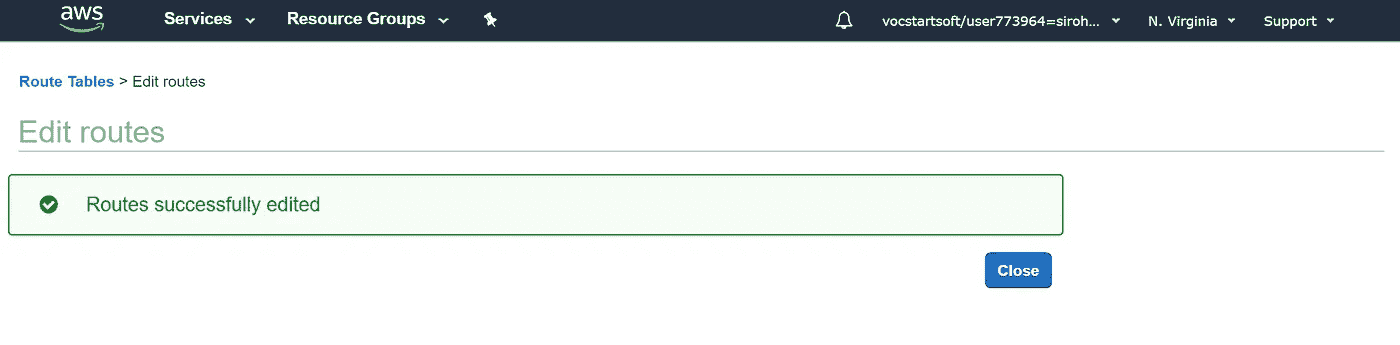 aws Services Resource Groups vocstartsoft/user773964=siroh... N. Virginia Support
Route Tables > Edit routes
Edit routes
Routes successfully edited
Close